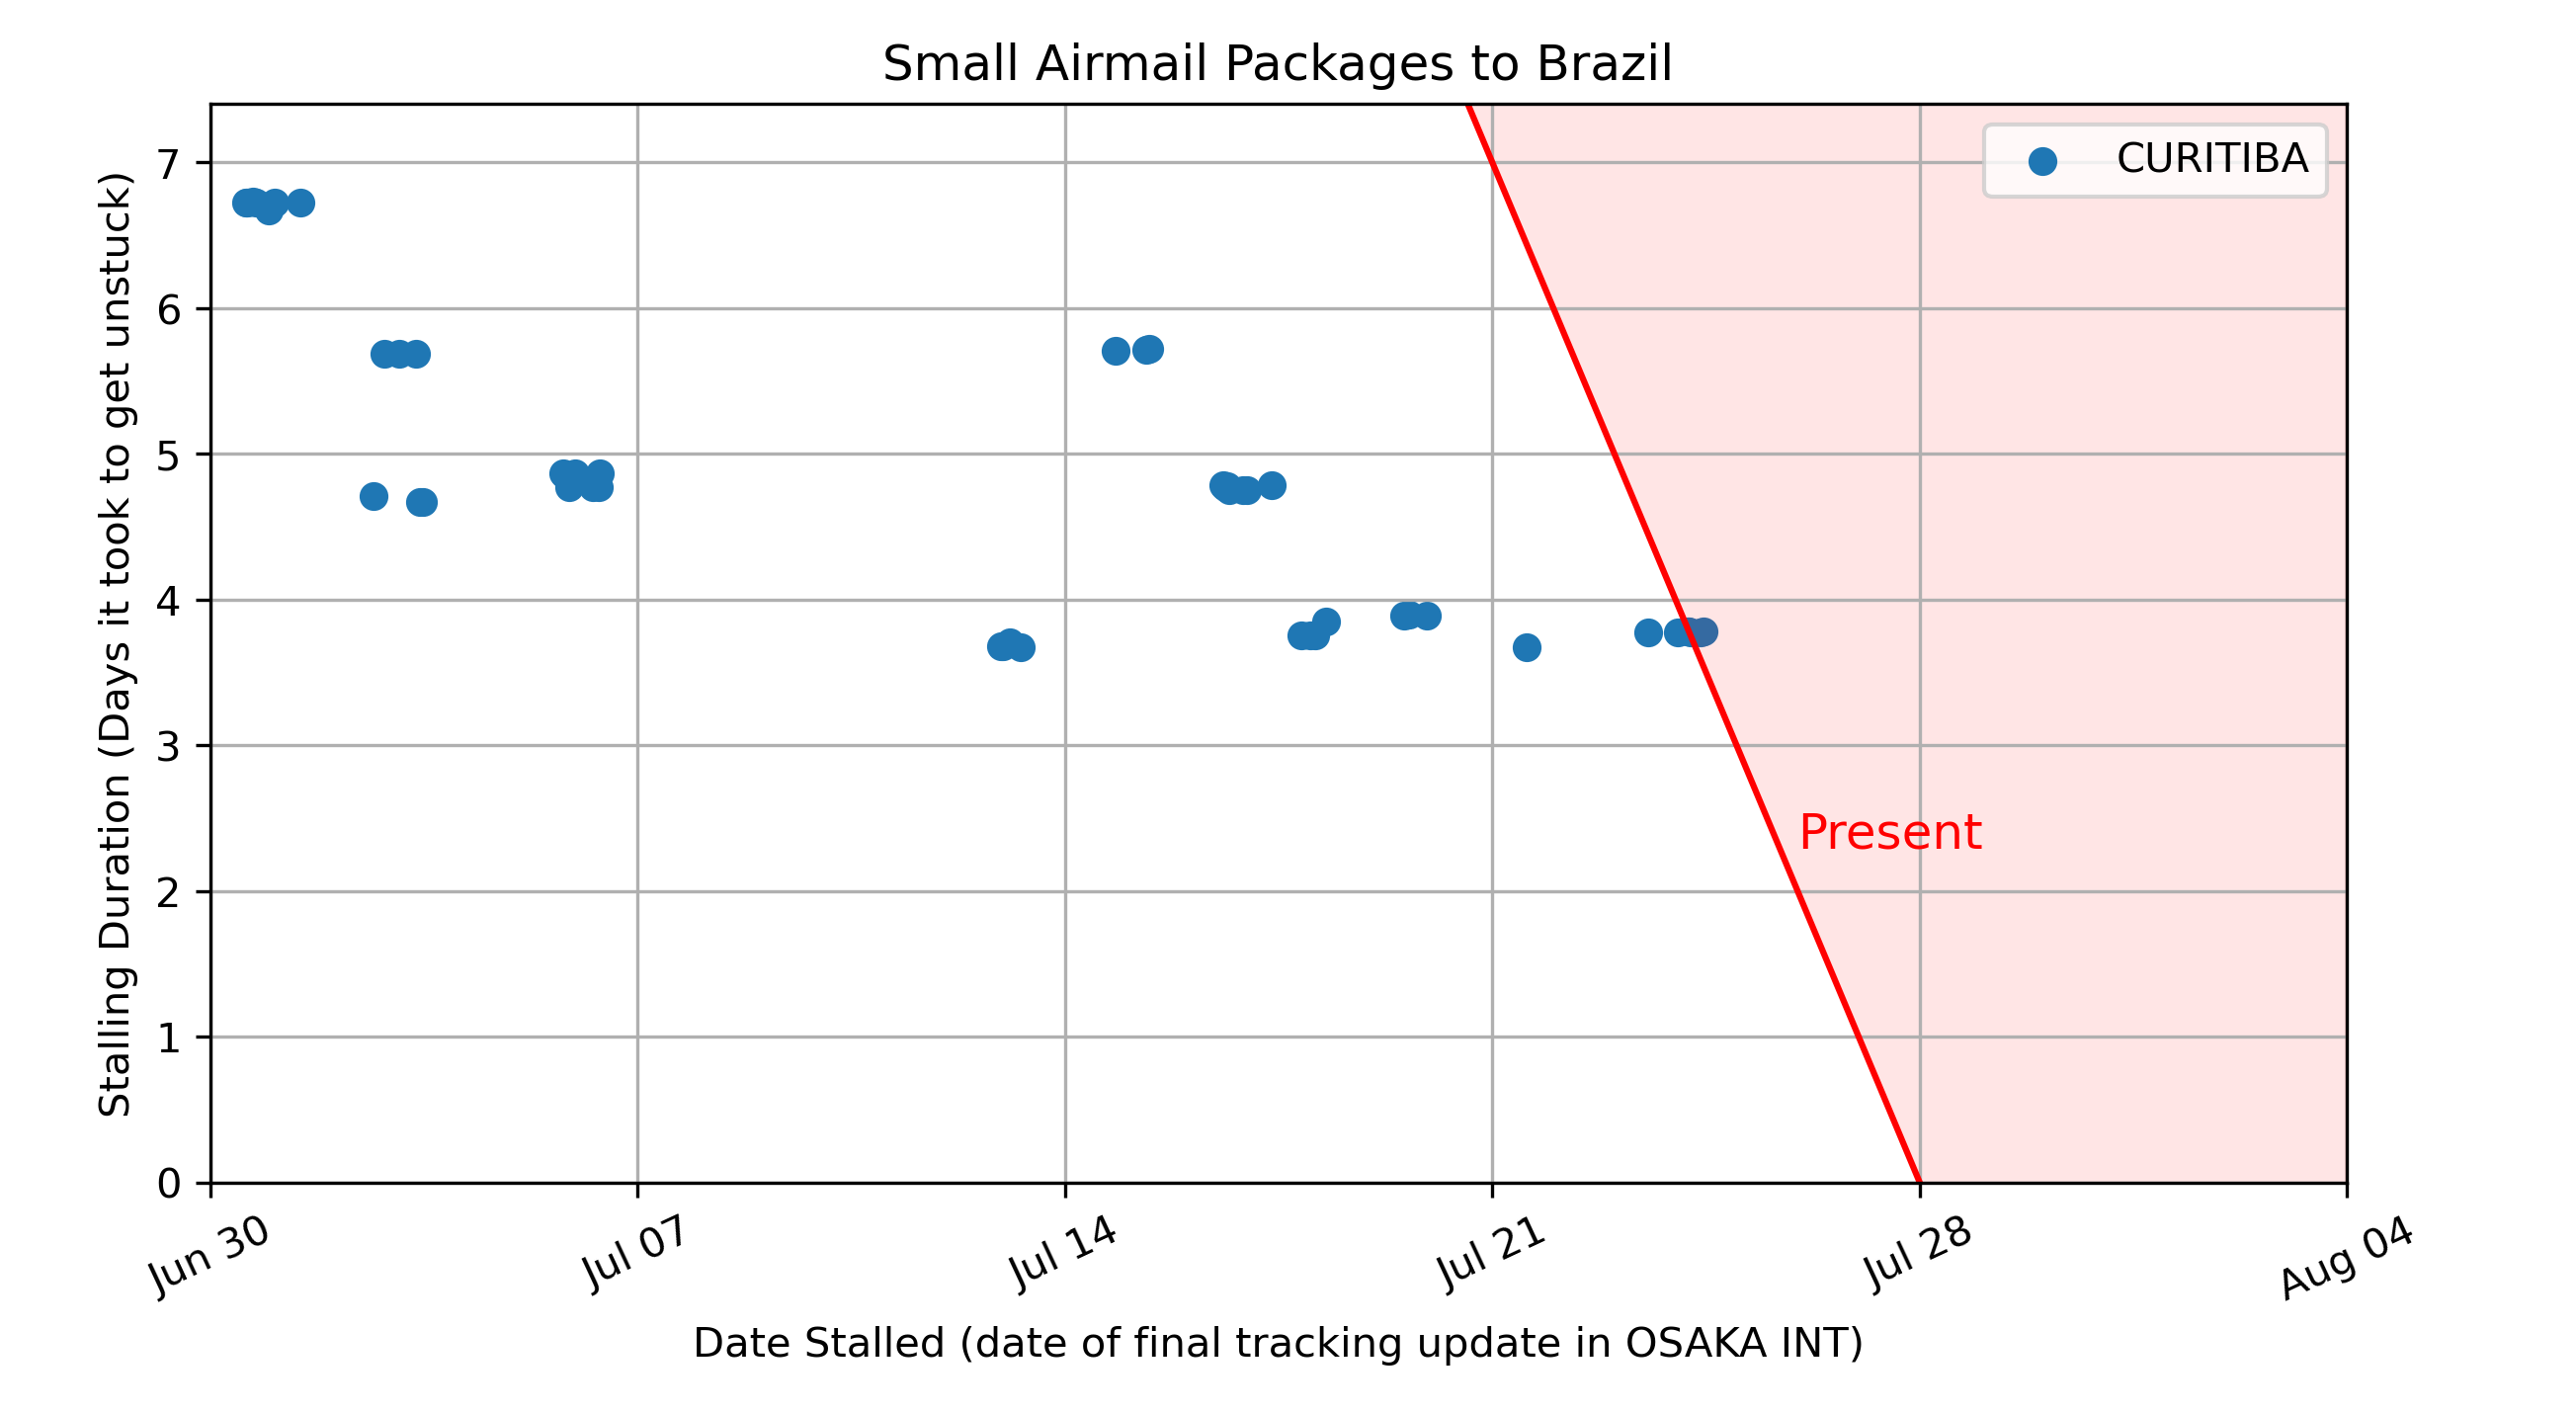 Small Airmail Packages to Brazil
CURITIBA
Stalling Duration (Days it took to get unstuck)
7
6
5
4
3
2
1
0
Present
Jun 30
Jul 07
Jul 14
Jul 21
Jul 28
Aug 04
Date Stalled (date of final tracking update in OSAKA INT)